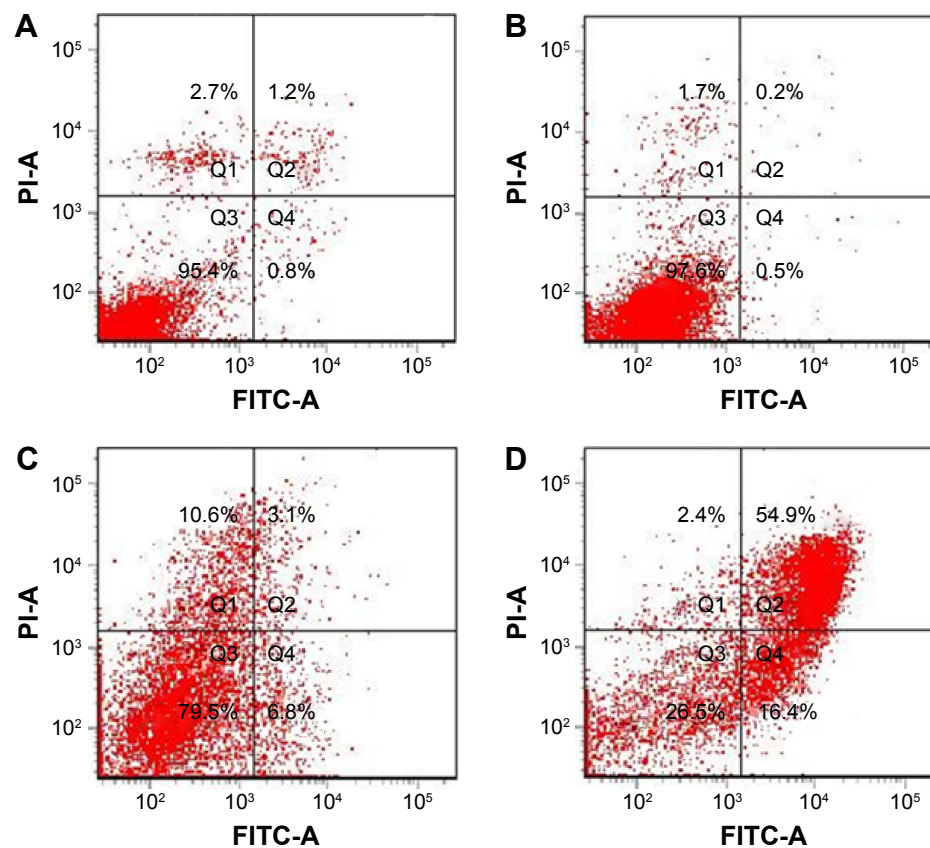 A
10⁵
2.7% 1.2%
10⁴
Q1 Q2
PI-A
10³
Q3 Q4
95.4% 0.8%
10²
10² 10³ 10⁴ 10⁵
FITC-A
B
10⁵
1.7% 0.2%
10⁴
Q1 Q2
PI-A
10³
Q3 Q4
97.6% 0.5%
10²
10² 10³ 10⁴ 10⁵
FITC-A
C
10⁵
10.6% 3.1%
10⁴
Q1 Q2
PI-A
10³
Q3 Q4
79.5% 6.8%
10²
10² 10³ 10⁴ 10⁵
FITC-A
D
10⁵
2.4% 54.9%
10⁴
Q1 Q2
PI-A
10³
Q3 Q4
26.5% 16.4%
10²
10² 10³ 10⁴ 10⁵
FITC-A